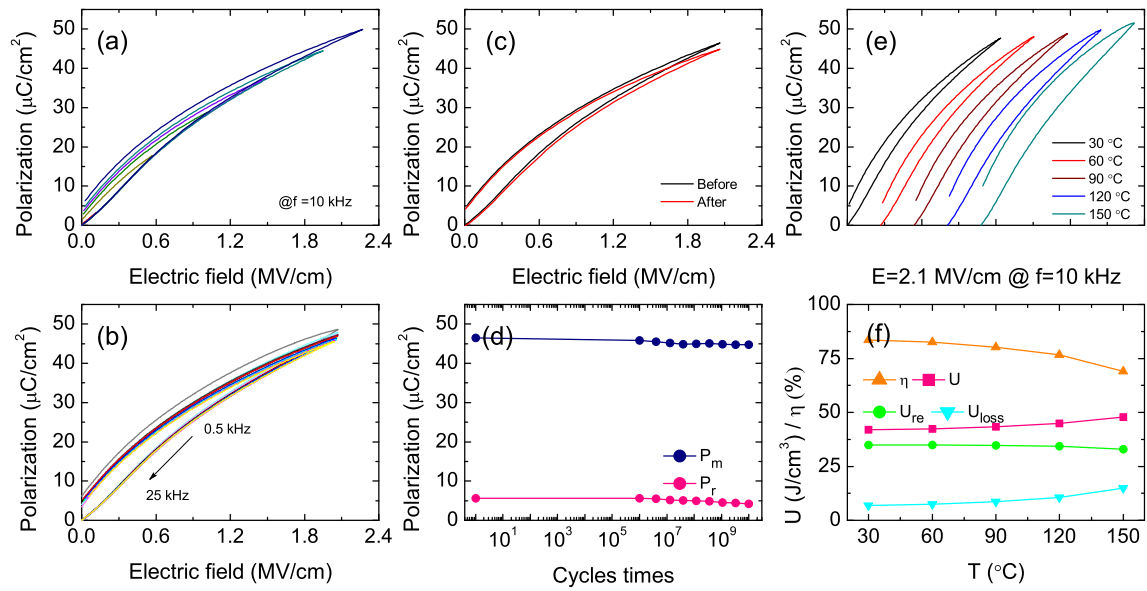 (a)
Polarization (μC/cm²)
50
40
30
20
10
0
@f =10 kHz
0.0 0.6 1.2 1.8 2.4
Electric field (MV/cm)
(c)
Polarization (μC/cm²)
50
40
30
20
10
0
Before
After
0.0 0.6 1.2 1.8 2.4
Electric field (MV/cm)
(e)
Polarization (μC/cm²)
50
40
30
20
10
0
30 °C
60 °C
90 °C
120 °C
150 °C
E=2.1 MV/cm @ f=10 kHz
(b)
Polarization (μC/cm²)
50
40
30
20
10
0
0.5 kHz
25 kHz
0.0 0.6 1.2 1.8 2.4
Electric field (MV/cm)
(d)
Polarization (μC/cm²)
50
40
30
20
10
0
Pₘ
Pᵣ
10¹ 10³ 10⁵ 10⁷ 10⁹
Cycles times
(f)
U (J/cm³) / η (%)
100
75
50
25
0
η U
U_re U_loss
30 60 90 120 150
T (°C)